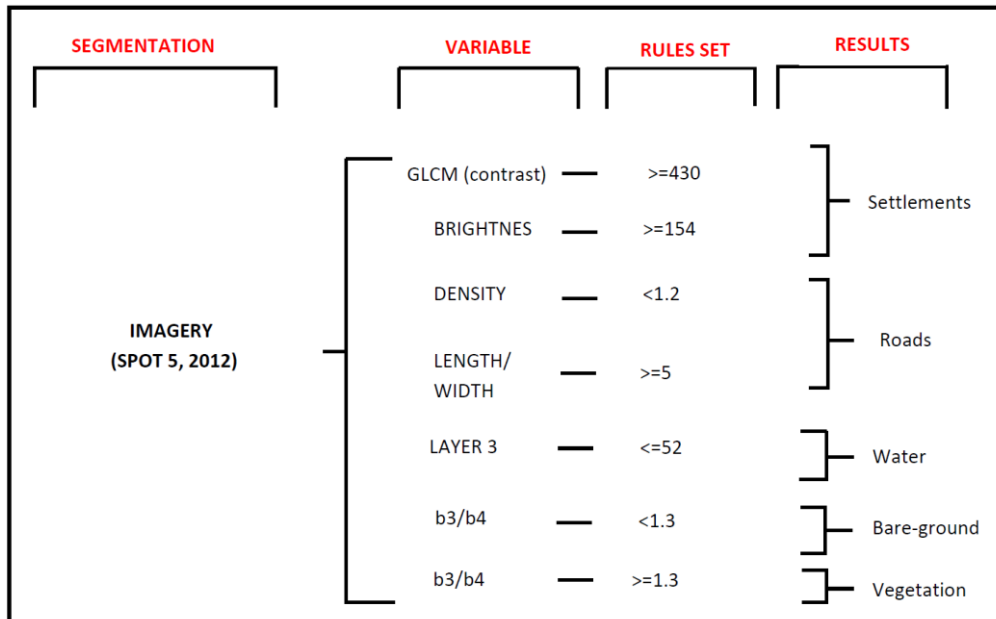 SEGMENTATION VARIABLE RULES SET RESULTS
GLCM (contrast) >=430
Settlements
BRIGHTNES >=154
DENSITY <1.2
IMAGERY
(SPOT 5, 2012)
Roads
LENGTH/
WIDTH >=5
LAYER 3 <=52
Water
b3/b4 <1.3
Bare-ground
b3/b4 >=1.3
Vegetation